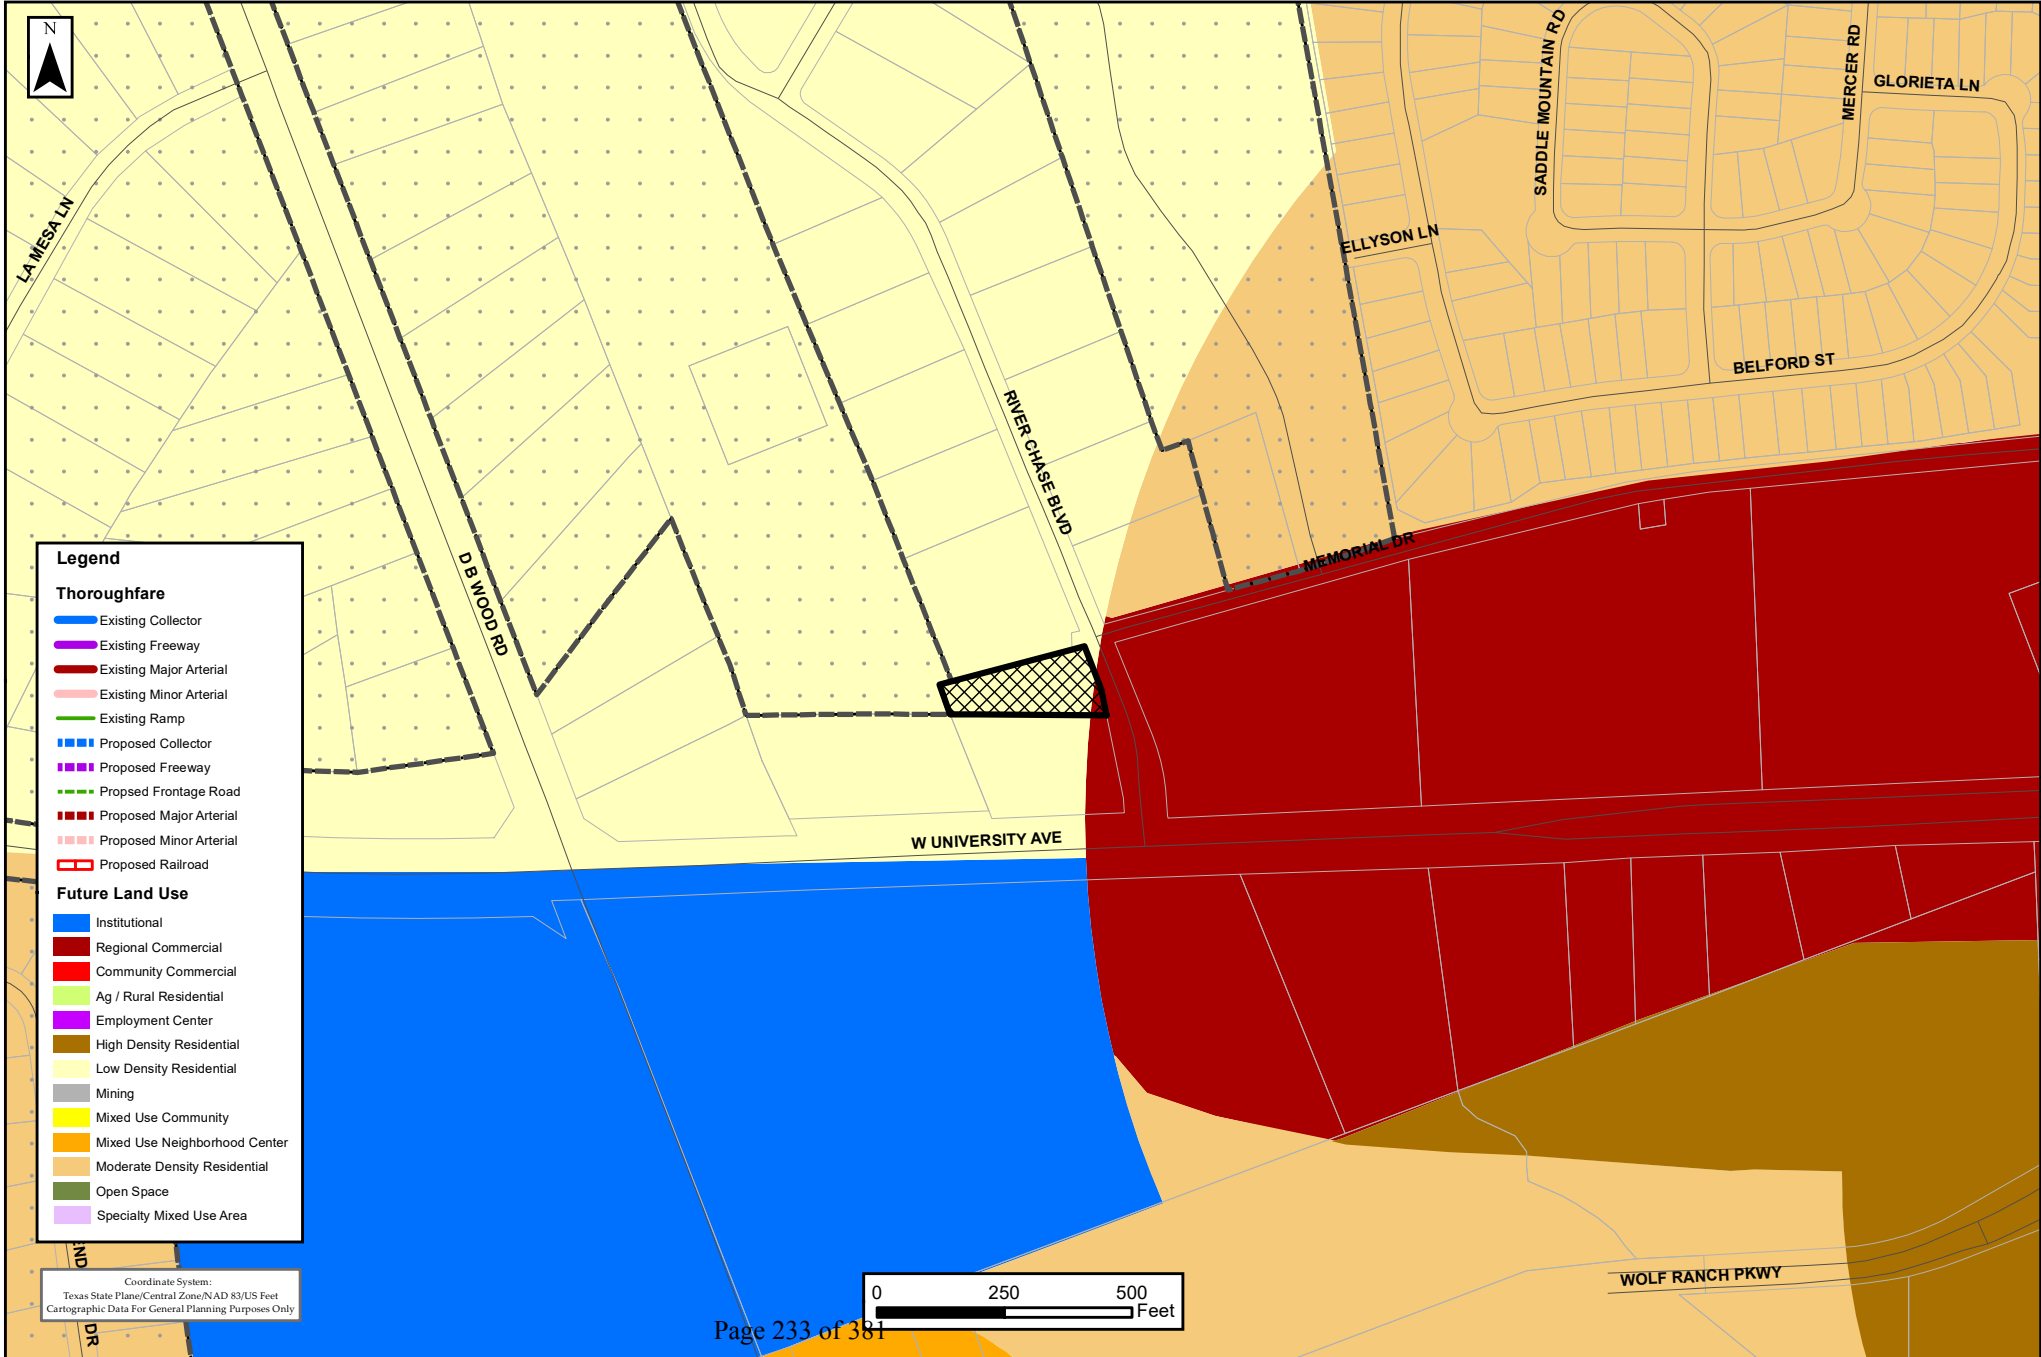 N
SADDLE MOUNTAIN RD
MERCER RD
GLORIETA LN
LA MESA LN
ELLYSON LN
BELFORD ST
RIVER CHASE BLVD
MEMORIAL DR
D B WOOD RD
W UNIVERSITY AVE
WOLF RANCH PKWY
Legend
Thoroughfare
Existing Collector
Existing Freeway
Existing Major Arterial
Existing Minor Arterial
Existing Ramp
Proposed Collector
Proposed Freeway
Propsed Frontage Road
Proposed Major Arterial
Proposed Minor Arterial
Proposed Railroad
Future Land Use
Institutional
Regional Commercial
Community Commercial
Ag / Rural Residential
Employment Center
High Density Residential
Low Density Residential
Mining
Mixed Use Community
Mixed Use Neighborhood Center
Moderate Density Residential
Open Space
Specialty Mixed Use Area
END
DR
Coordinate System:
Texas State Plane/Central Zone/NAD 83/US Feet
Cartographic Data For General Planning Purposes Only
0 250 500
Feet
Page 233 of 381